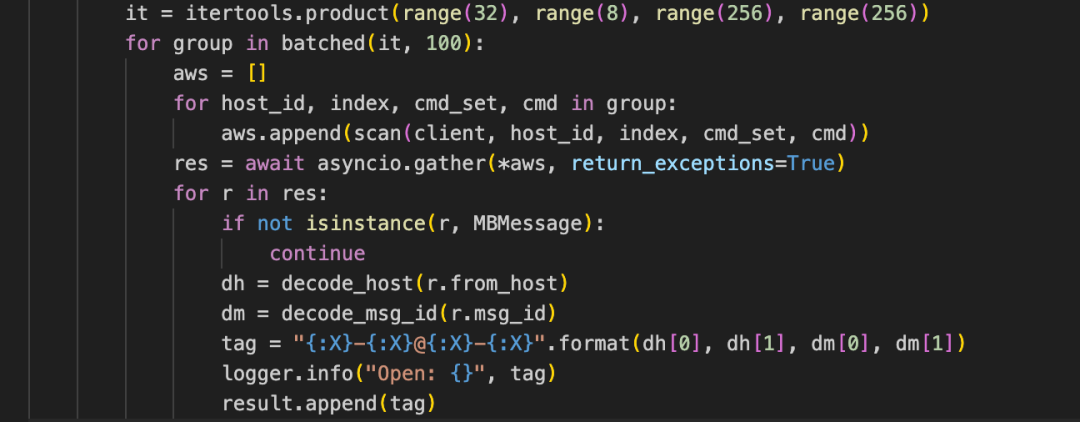 it = itertools.product(range(32), range(8), range(256), range(256))
for group in batched(it, 100):
aws = []
for host_id, index, cmd_set, cmd in group:
aws.append(scan(client, host_id, index, cmd_set, cmd))
res = await asyncio.gather(*aws, return_exceptions=True)
for r in res:
if not isinstance(r, MBMessage):
continue
dh = decode_host(r.from_host)
dm = decode_msg_id(r.msg_id)
tag = "{:X}-{:X}@{:X}-{:X}".format(dh[0], dh[1], dm[0], dm[1])
logger.info("Open: {}", tag)
result.append(tag)